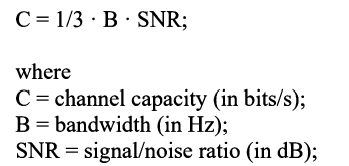 C = 1/3 · B · SNR;
where
C = channel capacity (in bits/s);
B = bandwidth (in Hz);
SNR = signal/noise ratio (in dB);